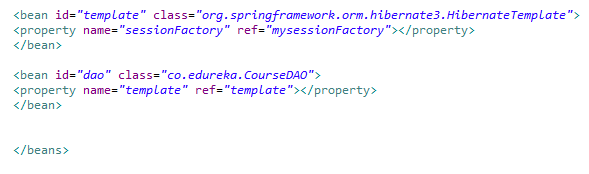 <bean id="template" class="org.springframework.orm.hibernate3.HibernateTemplate">
<property name="sessionFactory" ref="mysessionFactory"></property>
</bean>
<bean id="dao" class="co.edureka.CourseDAO">
<property name="template" ref="template"></property>
</bean>
</beans>